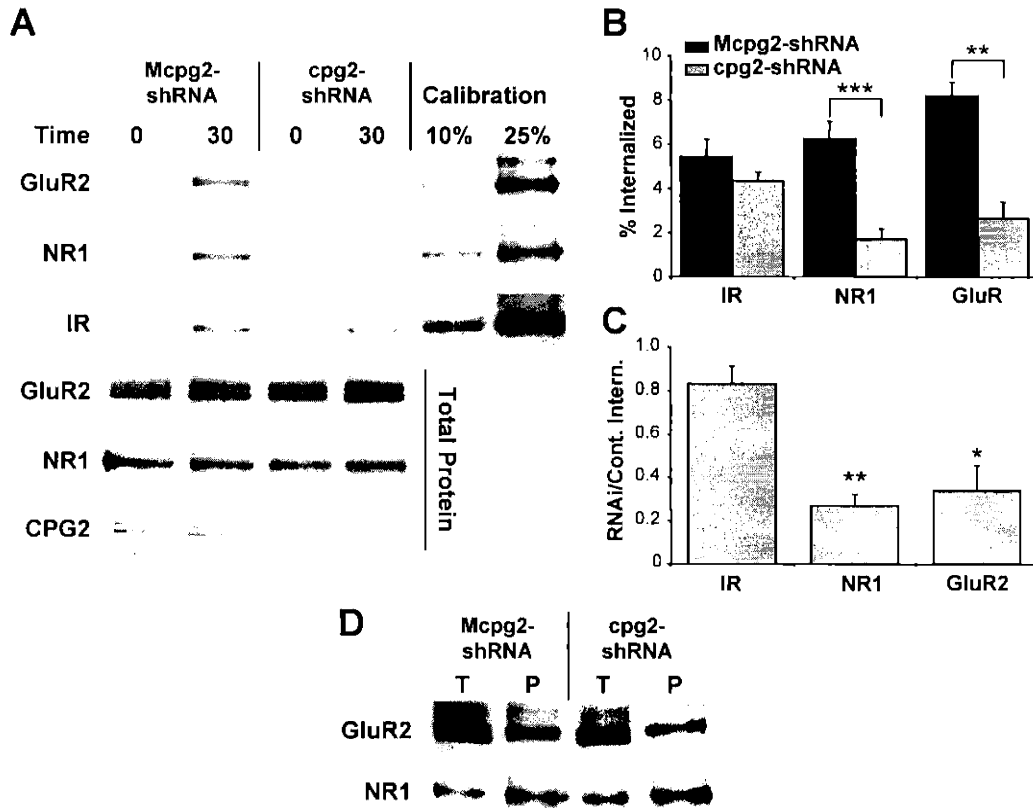 A
Mcpg2-
shRNA
cpg2-
shRNA
Calibration
Time 0 30 0 30 10% 25%
GluR2
NR1
IR
GluR2
NR1
CPG2
Total Protein
B
Mcpg2-shRNA
cpg2-shRNA
% Internalized
10
8
6
4
2
0
***
**
IR NR1 GluR
C
RNAi/Cont. Intern.
1.0
0.8
0.6
0.4
0.2
0
**
*
IR NR1 GluR2
D
Mcpg2-
shRNA
cpg2-
shRNA
T P T P
GluR2
NR1